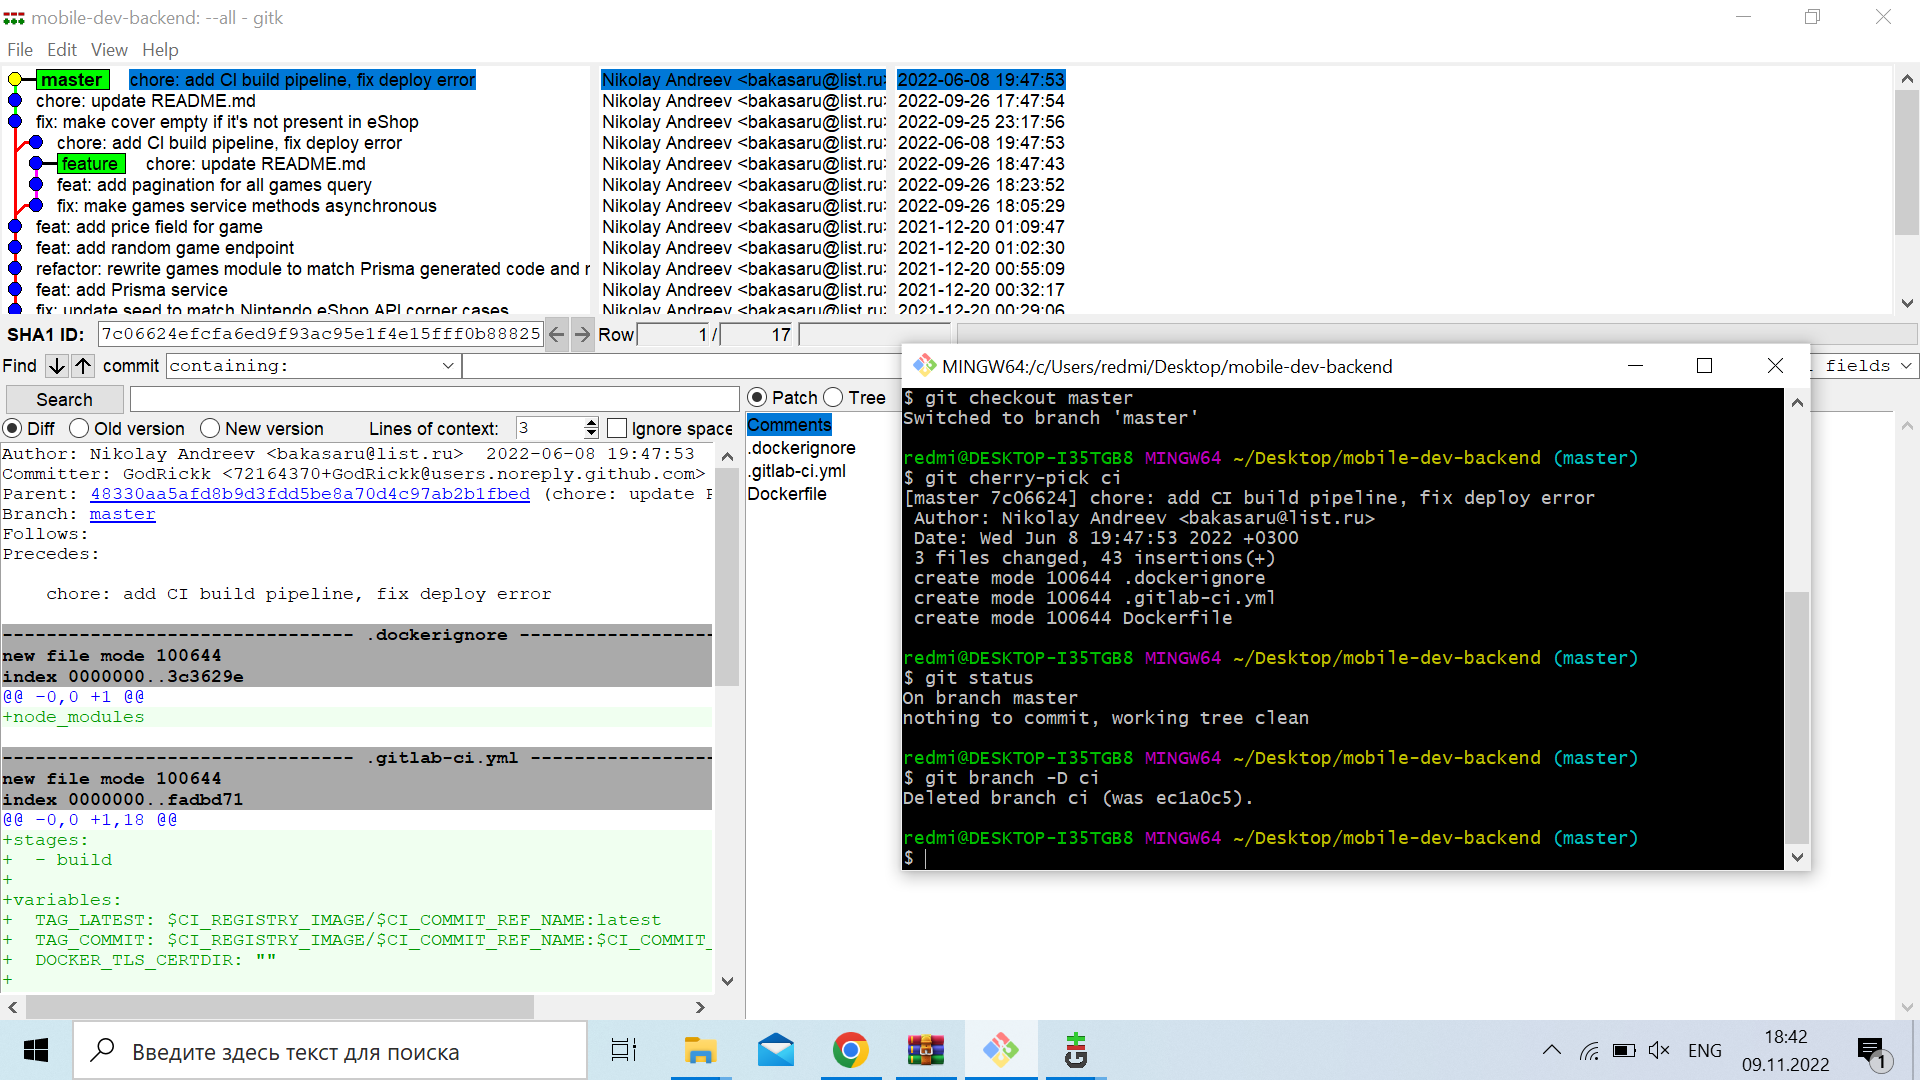 mobile-dev-backend: --all - gitk
File Edit View Help
master chore: add CI build pipeline, fix deploy error Nikolay Andreev <bakasaru@list.ru> 2022-06-08 19:47:53
chore: update README.md Nikolay Andreev <bakasaru@list.ru> 2022-09-26 17:47:54
fix: make cover empty if it's not present in eShop Nikolay Andreev <bakasaru@list.ru> 2022-09-25 23:17:56
chore: add CI build pipeline, fix deploy error Nikolay Andreev <bakasaru@list.ru> 2022-06-08 19:47:53
feature chore: update README.md Nikolay Andreev <bakasaru@list.ru> 2022-09-26 18:47:43
feat: add pagination for all games query Nikolay Andreev <bakasaru@list.ru> 2022-09-26 18:23:52
fix: make games service methods asynchronous Nikolay Andreev <bakasaru@list.ru> 2022-09-26 18:05:29
feat: add price field for game Nikolay Andreev <bakasaru@list.ru> 2021-12-20 01:09:47
feat: add random game endpoint Nikolay Andreev <bakasaru@list.ru> 2021-12-20 01:02:30
refactor: rewrite games module to match Prisma generated code and Nikolay Andreev <bakasaru@list.ru> 2021-12-20 00:55:09
feat: add Prisma service Nikolay Andreev <bakasaru@list.ru> 2021-12-20 00:32:17
fix: update seed to match Nintendo eShop API corner cases Nikolay Andreev <bakasaru@list.ru> 2021-12-20 00:29:06
SHA1 ID: 7c06624efcfa6ed9f93ac95e1f4e15fff0b88825 Row 1 / 17
Find commit containing: fields
Search
Diff Old version New version Lines of context: 3 Ignore space
Author: Nikolay Andreev <bakasaru@list.ru> 2022-06-08 19:47:53
Committer: GodRickk <72164370+GodRickk@users.noreply.github.com>
Parent: 48330aa5afd8b9d3fdd5be8a70d4c97ab2b1fbed (chore: update
Branch: master
Follows:
Precedes:
chore: add CI build pipeline, fix deploy error
-------------------------------- .dockerignore ------------------
new file mode 100644
index 0000000..3c3629e
@@ -0,0 +1 @@
+node_modules
-------------------------------- .gitlab-ci.yml -----------------
new file mode 100644
index 0000000..fadbd71
@@ -0,0 +1,18 @@
+stages:
+  - build
+
+variables:
+  TAG_LATEST: $CI_REGISTRY_IMAGE/$CI_COMMIT_REF_NAME:latest
+  TAG_COMMIT: $CI_REGISTRY_IMAGE/$CI_COMMIT_REF_NAME:$CI_COMMIT_
+  DOCKER_TLS_CERTDIR: ""
+
Patch Tree
Comments
.dockerignore
.gitlab-ci.yml
Dockerfile
MINGW64:/c/Users/redmi/Desktop/mobile-dev-backend
$ git checkout master
Switched to branch 'master'
redmi@DESKTOP-I35TGB8 MINGW64 ~/Desktop/mobile-dev-backend (master)
$ git cherry-pick ci
[master 7c06624] chore: add CI build pipeline, fix deploy error
Author: Nikolay Andreev <bakasaru@list.ru>
Date: Wed Jun 8 19:47:53 2022 +0300
3 files changed, 43 insertions(+)
create mode 100644 .dockerignore
create mode 100644 .gitlab-ci.yml
create mode 100644 Dockerfile
redmi@DESKTOP-I35TGB8 MINGW64 ~/Desktop/mobile-dev-backend (master)
$ git status
On branch master
nothing to commit, working tree clean
redmi@DESKTOP-I35TGB8 MINGW64 ~/Desktop/mobile-dev-backend (master)
$ git branch -D ci
Deleted branch ci (was ec1a0c5).
redmi@DESKTOP-I35TGB8 MINGW64 ~/Desktop/mobile-dev-backend (master)
$
Введите здесь текст для поиска
ENG
18:42
09.11.2022
1